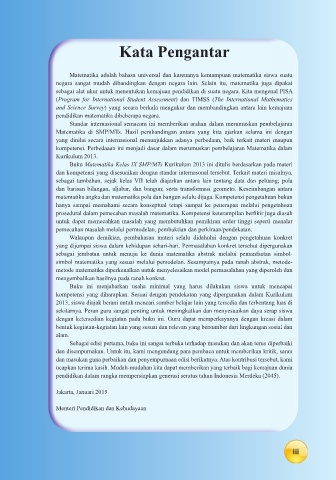 Kata Pengantar
Matematika adalah bahasa universal dan karenanya kemampuan matematika siswa suatu
negara sangat mudah dibandingkan dengan negara lain. Selain itu, matematika juga dipakai
sebagai alat ukur untuk menentukan kemajuan pendidikan di suatu negara. Kita mengenal PISA
(Program for International Student Assessment) dan TIMSS (The International Mathematics
and Science Survey) yang secara berkala mengukur dan membandingkan antara lain kemajuan
pendidikan matematika dibeberapa negara.
Standar internasional semacam ini memberikan arahan dalam merumuskan pembelajaran
Matematika di SMP/MTs. Hasil pembandingan antara yang kita ajarkan selama ini dengan
yang dinilai secara internasional menunjukkan adanya perbedaan, baik terkait materi maupun
kompetensi. Perbedaan ini menjadi dasar dalam merumuskan pembelajaran Matematika dalam
Kurikulum 2013.
Buku Matematika Kelas IX SMP/MTs Kurikulum 2013 ini ditulis berdasarkan pada materi
dan kompetensi yang disesuaikan dengan standar internasional tersebut. Terkait materi misalnya,
sebagai tambahan, sejak kelas VII telah diajarkan antara lain tentang data dan peluang; pola
dan barisan bilangan, aljabar, dan bangun; serta transformasi geometri. Keseimbangan antara
matematika angka dan matematika pola dan bangun selalu dijaga. Kompetensi pengetahuan bukan
hanya sampai memahami secara konseptual tetapi sampai ke penerapan melalui pengetahuan
prosedural dalam pemecahan masalah matematika. Kompetensi keterampilan berfikir juga diasah
untuk dapat memecahkan masalah yang membutuhkan pemikiran order tinggi seperti menalar
pemecahan masalah melalui permodelan, pembuktian dan perkiraan/pendekatan.
Walaupun demikian, pembahasan materi selalu didahului dengan pengetahuan konkret
yang dijumpai siswa dalam kehidupan sehari-hari. Permasalahan konkret tersebut dipergunakan
sebagai jembatan untuk menuju ke dunia matematika abstrak melalui pemanfaatan simbol-
simbol matematika yang sesuai melalui permodelan. Sesampainya pada ranah abstrak, metode-
metode matematika diperkenalkan untuk menyelesaikan model permasalahan yang diperoleh dan
mengembalikan hasilnya pada ranah konkret.
Buku ini menjabarkan usaha minimal yang harus dilakukan siswa untuk mencapai
kompetensi yang diharapkan. Sesuai dengan pendekatan yang dipergunakan dalam Kurikulum
2013, siswa diajak berani untuk mencari sumber belajar lain yang tersedia dan terbentang luas di
sekitarnya. Peran guru sangat penting untuk meningkatkan dan menyesuaikan daya serap siswa
dengan ketersedian kegiatan pada buku ini. Guru dapat memperkayanya dengan kreasi dalam
bentuk kegiatan-kegiatan lain yang sesuai dan relevan yang bersumber dari lingkungan sosial dan
alam.
Sebagai edisi pertama, buku ini sangat terbuka terhadap masukan dan akan terus diperbaiki
dan disempurnakan. Untuk itu, kami mengundang para pembaca untuk memberikan kritik, saran
dan masukan guna perbaikan dan penyempurnaan edisi berikutnya. Atas kontribusi tersebut, kami
ucapkan terima kasih. Mudah-mudahan kita dapat memberikan yang terbaik bagi kemajuan dunia
pendidikan dalam rangka mempersiapkan generasi seratus tahun Indonesia Merdeka (2045).
Jakarta, Januari 2015
Menteri Pendidikan dan Kebudayaan
iii